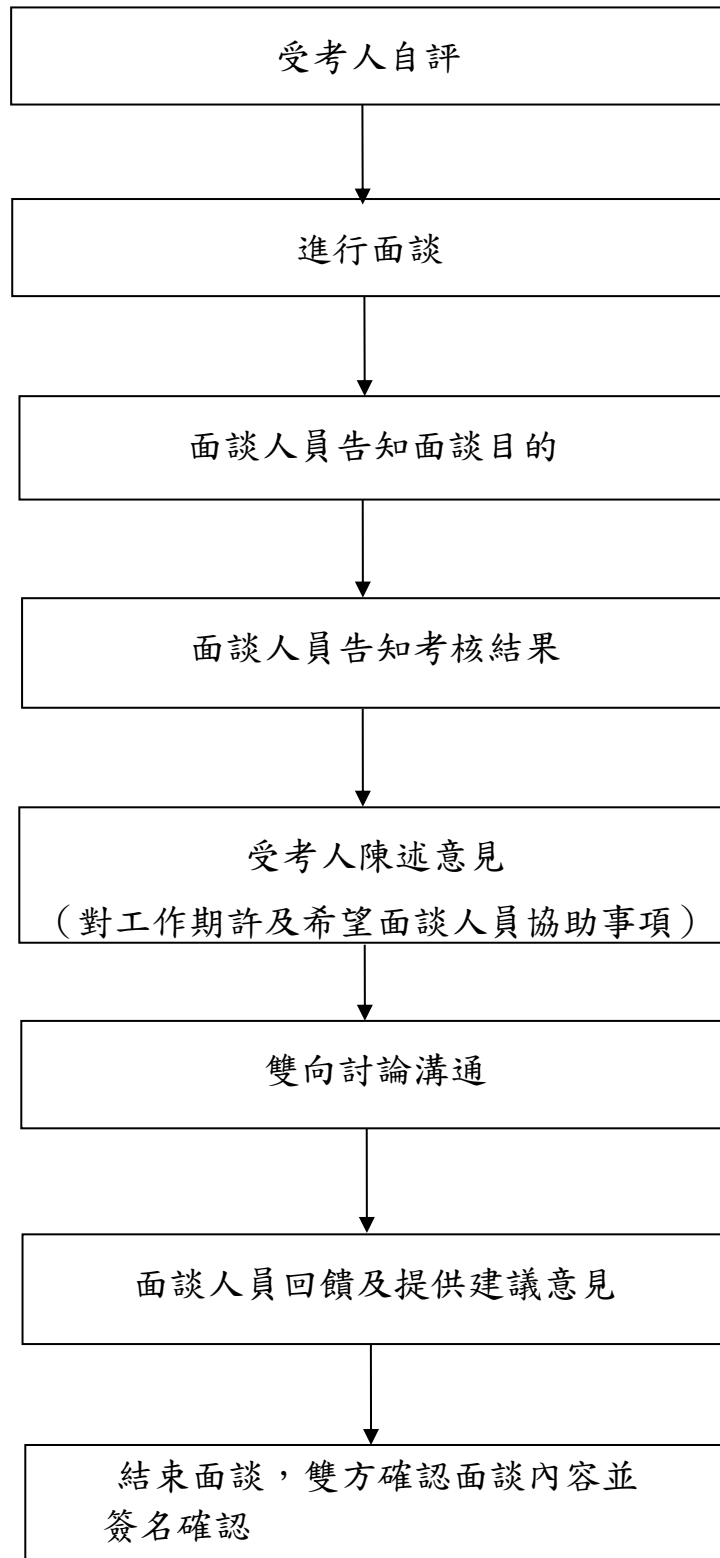 受考人自評
進行面談
面談人員告知面談目的
面談人員告知考核結果
受考人陳述意見
（對工作期許及希望面談人員協助事項）
雙向討論溝通
面談人員回饋及提供建議意見
結束面談，雙方確認面談內容並
簽名確認